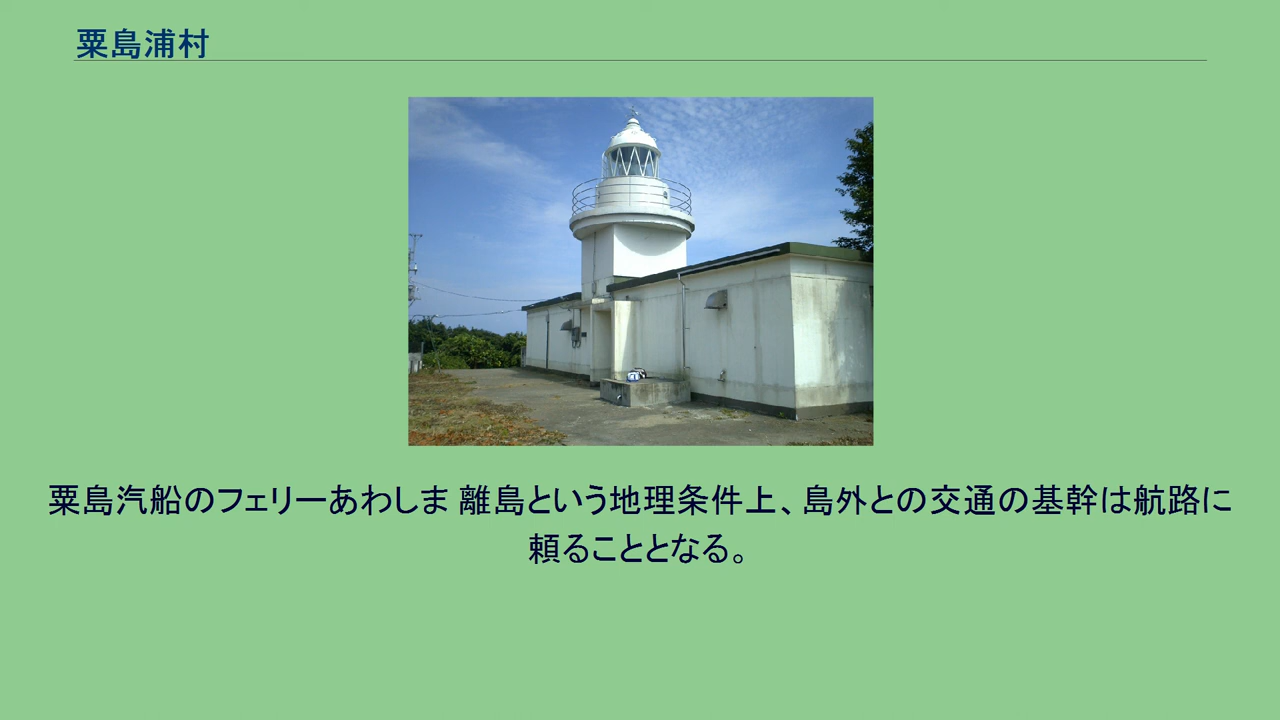 粟島浦村
粟島汽船のフェリーあわしま 離島という地理条件上、島外との交通の基幹は航路に
頼ることとなる。